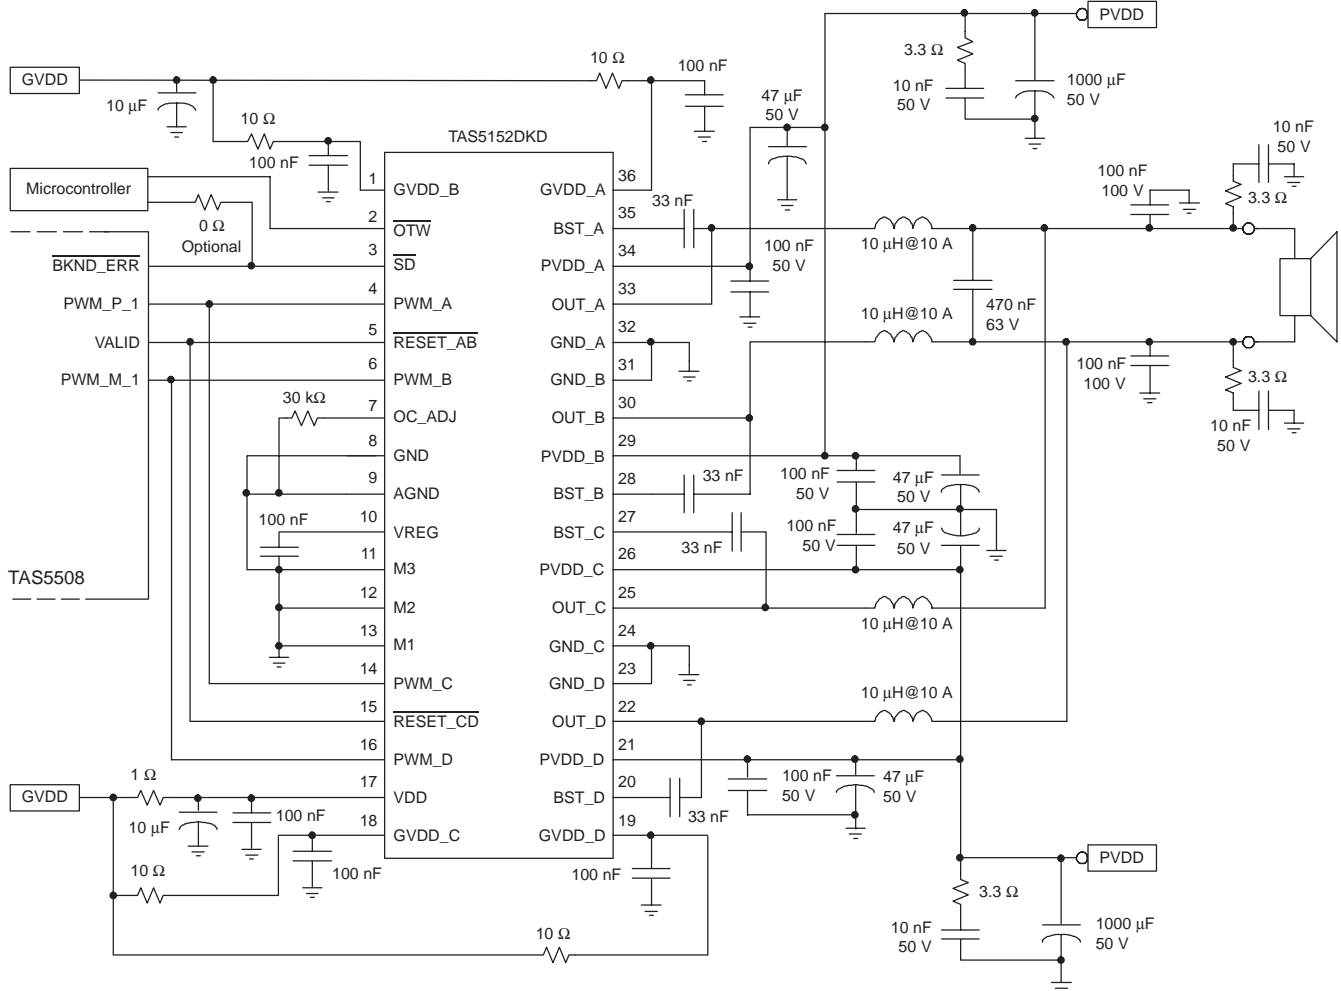 PVDD
3.3 Ω
10 nF
50 V
1000 µF
50 V
GVDD
10 µF
10 Ω
100 nF
47 µF
50 V
10 Ω
100 nF
TAS5152DKD
10 nF
50 V
3.3 Ω
100 nF
100 V
Microcontroller
0 Ω
Optional
1
GVDD_B
2
OTW
3
SD
4
PWM_A
5
RESET_AB
6
PWM_B
7
OC_ADJ
8
GND
9
AGND
10
VREG
11
M3
12
M2
13
M1
14
PWM_C
15
RESET_CD
16
PWM_D
17
VDD
18
GVDD_C
36
GVDD_A
35
BST_A
34
PVDD_A
33
OUT_A
32
GND_A
31
GND_B
30
OUT_B
29
PVDD_B
28
BST_B
27
BST_C
26
PVDD_C
25
OUT_C
24
GND_C
23
GND_D
22
OUT_D
21
PVDD_D
20
BST_D
19
GVDD_D
BKND_ERR
PWM_P_1
VALID
PWM_M_1
TAS5508
30 kΩ
100 nF
33 nF
100 nF
50 V
10 µH@10 A
10 µH@10 A
470 nF
63 V
100 nF
100 V
3.3 Ω
10 nF
50 V
33 nF
33 nF
100 nF
50 V
47 µF
50 V
100 nF
50 V
47 µF
50 V
10 µH@10 A
10 µH@10 A
100 nF
50 V
47 µF
50 V
33 nF
GVDD
1 Ω
10 µF
100 nF
10 Ω
100 nF
100 nF
10 Ω
PVDD
3.3 Ω
10 nF
50 V
1000 µF
50 V